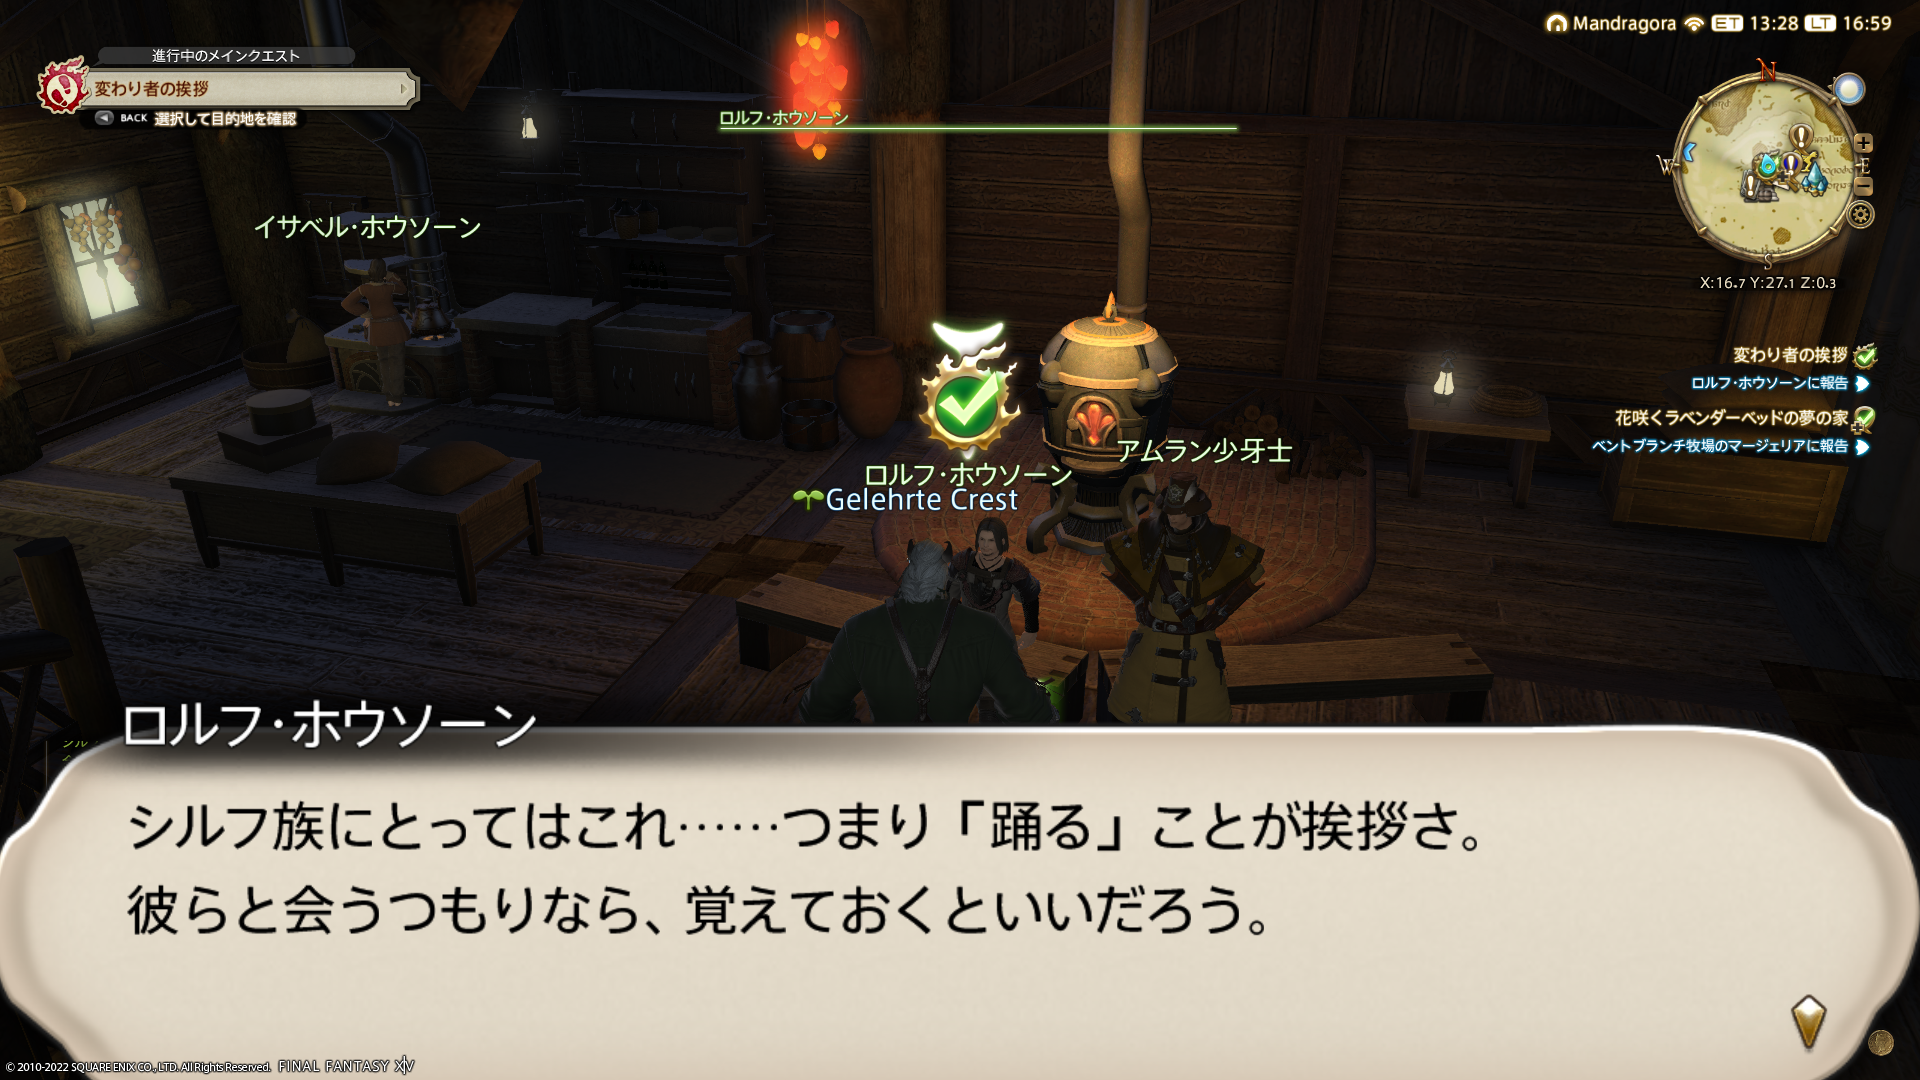 Mandragora ET 13:28 LT 16:59
進行中のメインクエスト
変わり者の挨拶
BACK 選択して目的地を確認
ロルフ・ホウソーン
N
W
E
S
X:16.7 Y:27.1 Z:0.3
イサベル・ホウソーン
変わり者の挨拶
ロルフ・ホウソーンに報告
花咲くラベンダーベッドの夢の家
ベントブランチ牧場のマージェリアに報告
アムラン少牙士
ロルフ・ホウソーン
Gelehrte Crest
ロルフ・ホウソーン
シルフ族にとってはこれ……つまり「踊る」ことが挨拶さ。
彼らと会うつもりなら、覚えておくといいだろう。
© 2010-2022 SQUARE ENIX CO., LTD. All Rights Reserved. FINAL FANTASY XIV